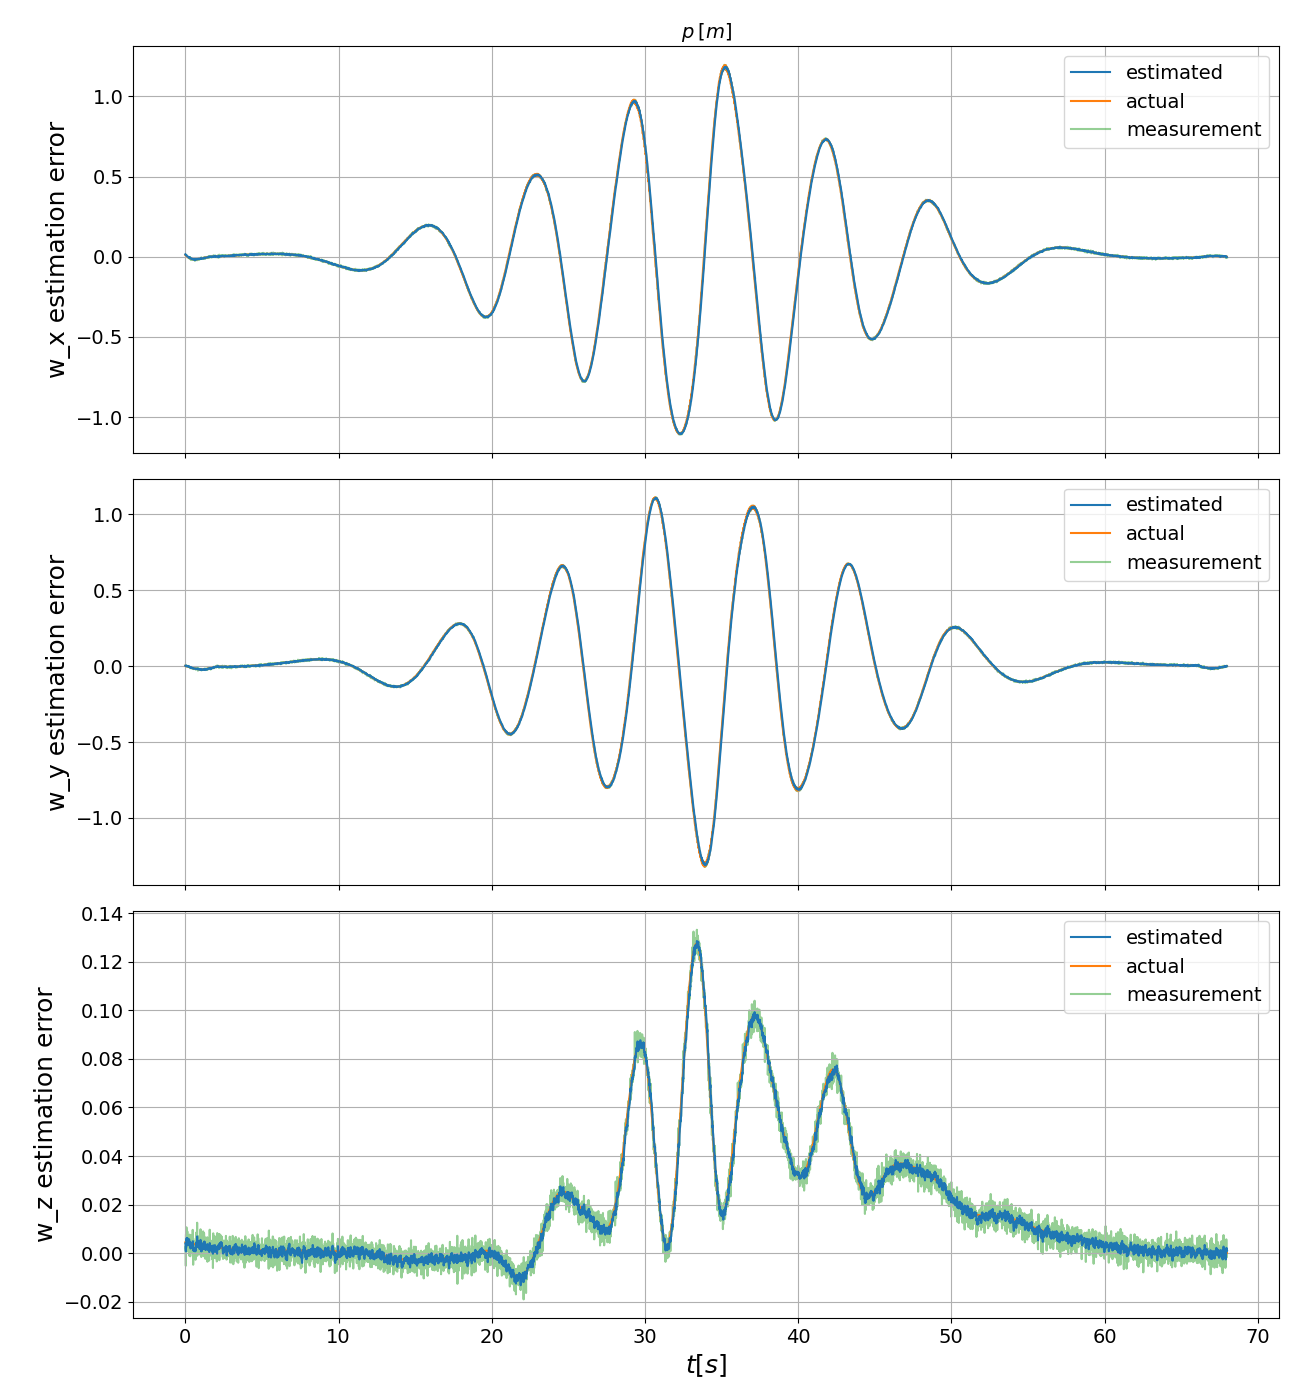 p [m]
estimated
actual
measurement
1.0
0.5
0.0
−0.5
−1.0
w_x estimation error
estimated
actual
measurement
1.0
0.5
0.0
−0.5
−1.0
w_y estimation error
estimated
actual
measurement
0.14
0.12
0.10
0.08
0.06
0.04
0.02
0.00
−0.02
w_z estimation error
0 10 20 30 40 50 60 70
t[s]